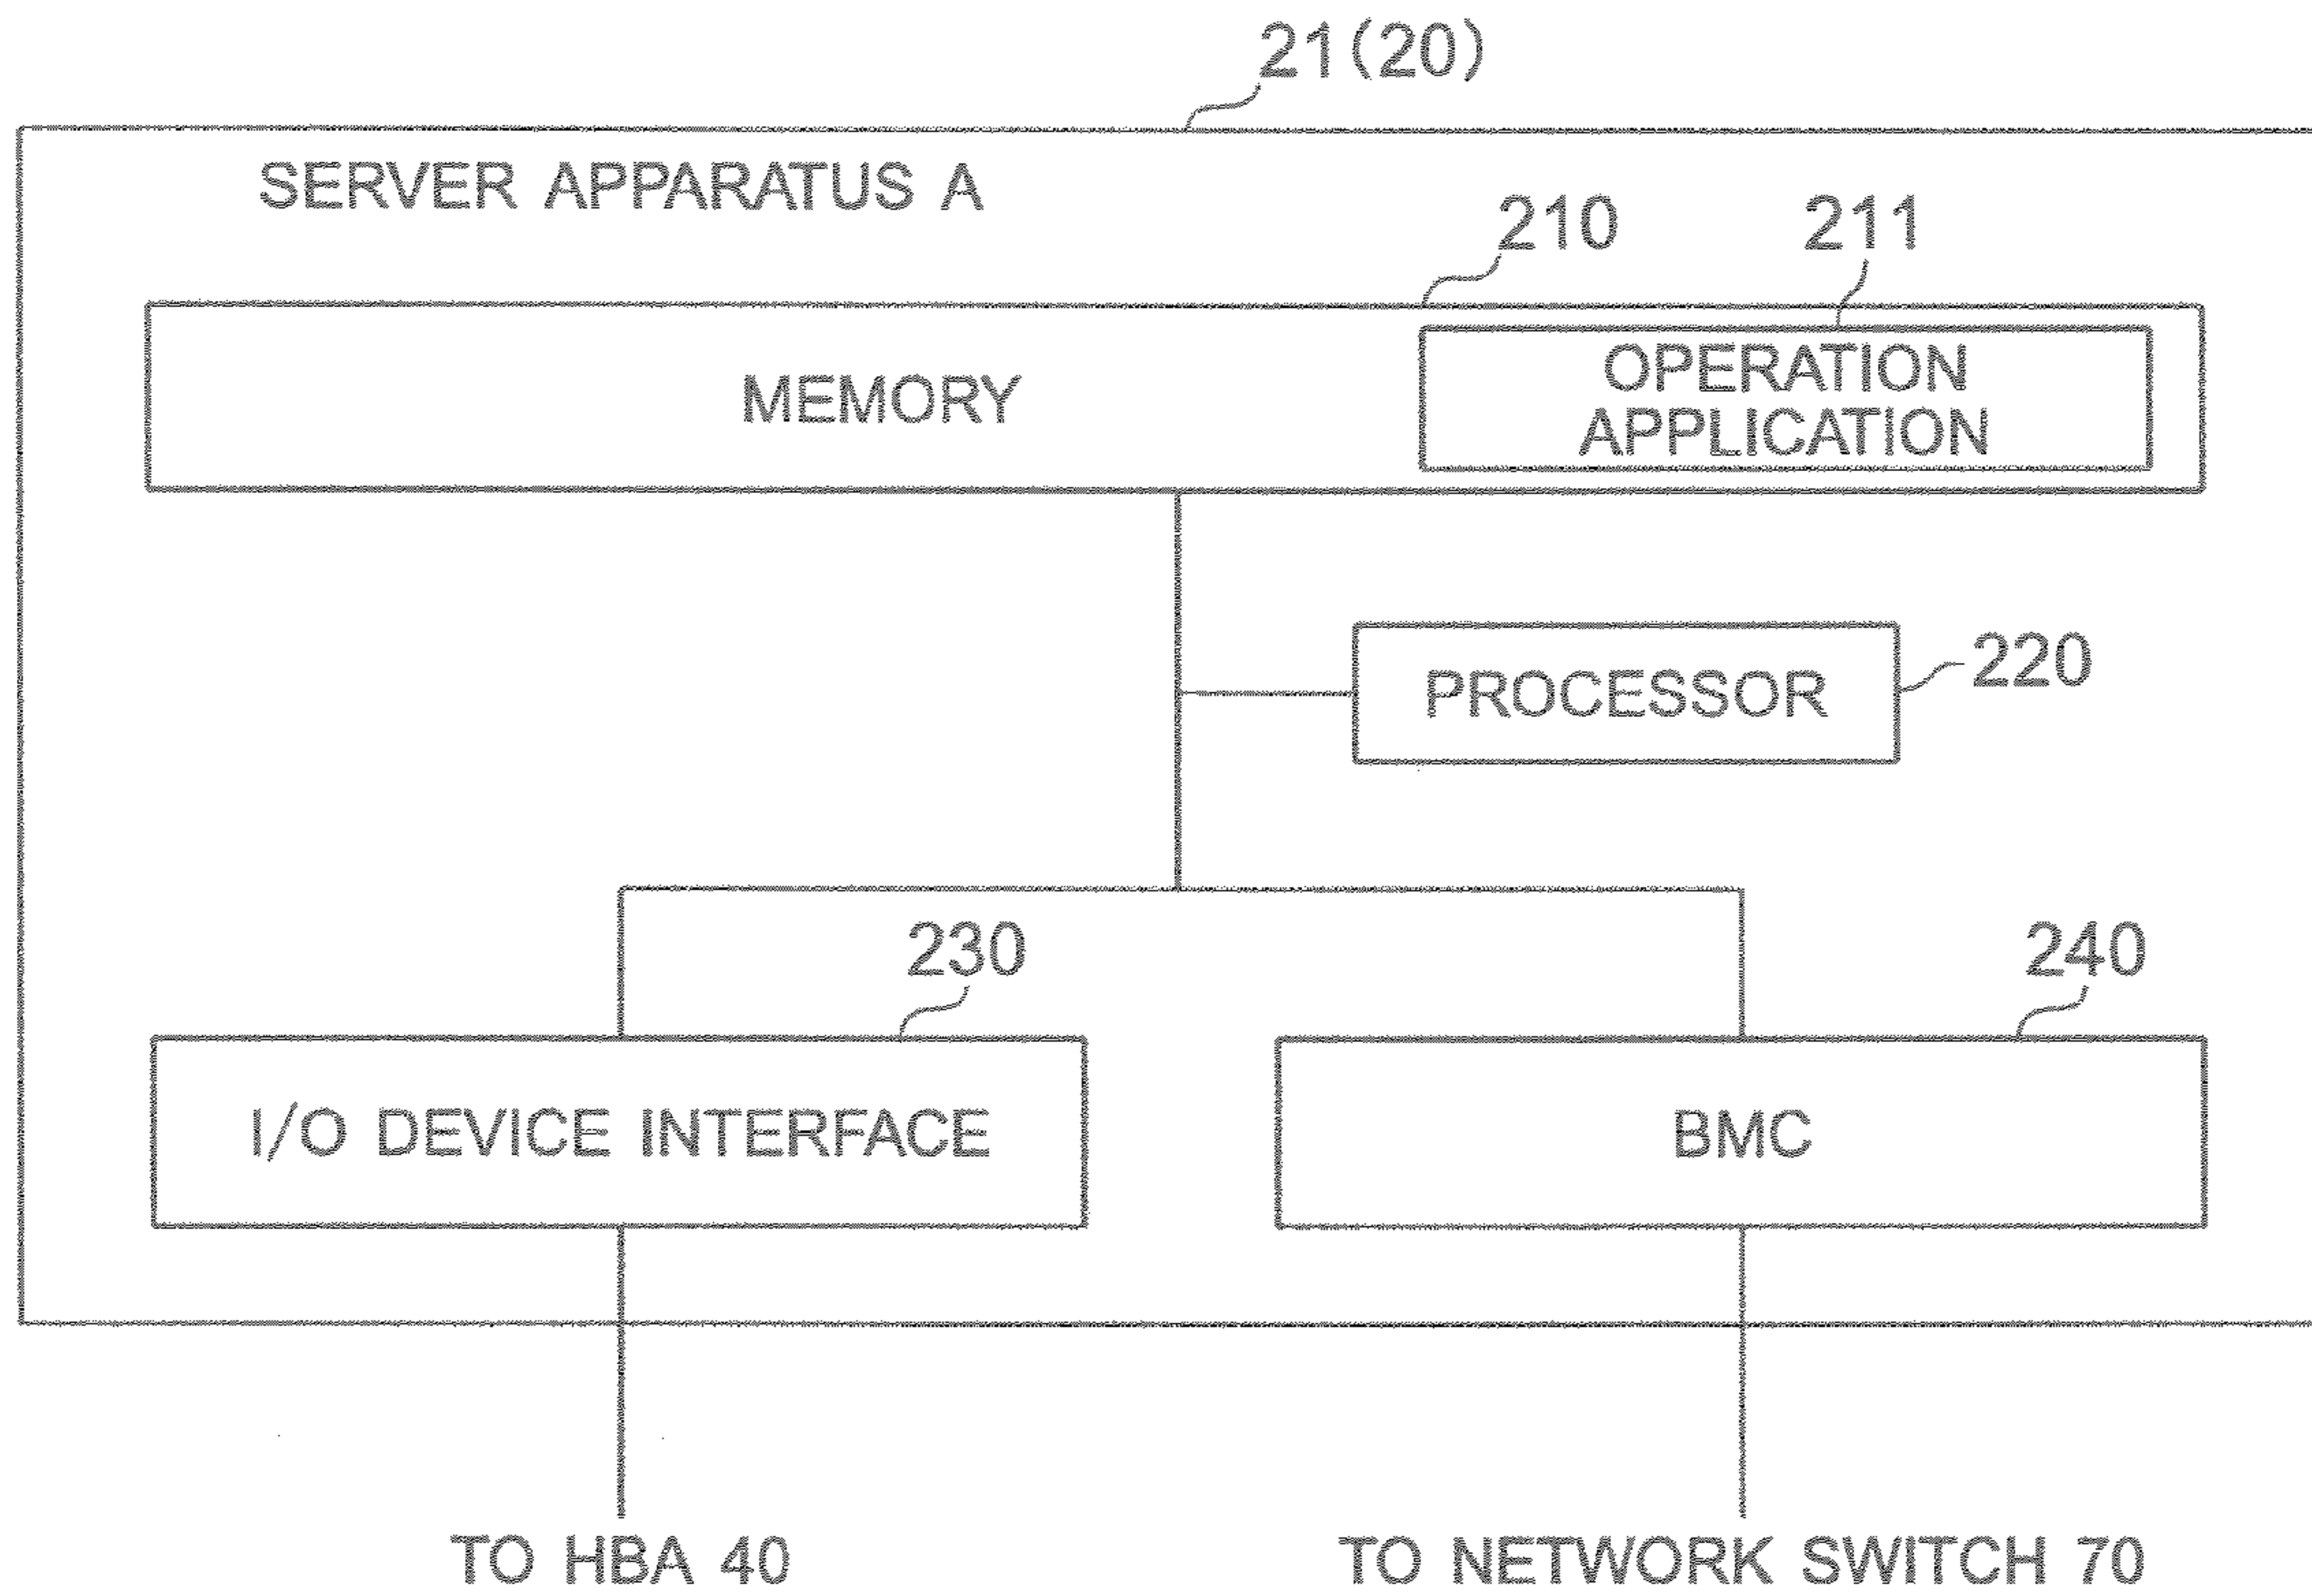 21(20)
SERVER APPARATUS A
210
211
MEMORY
OPERATION
APPLICATION
PROCESSOR
220
230
240
I/O DEVICE INTERFACE
BMC
TO HBA 40
TO NETWORK SWITCH 70